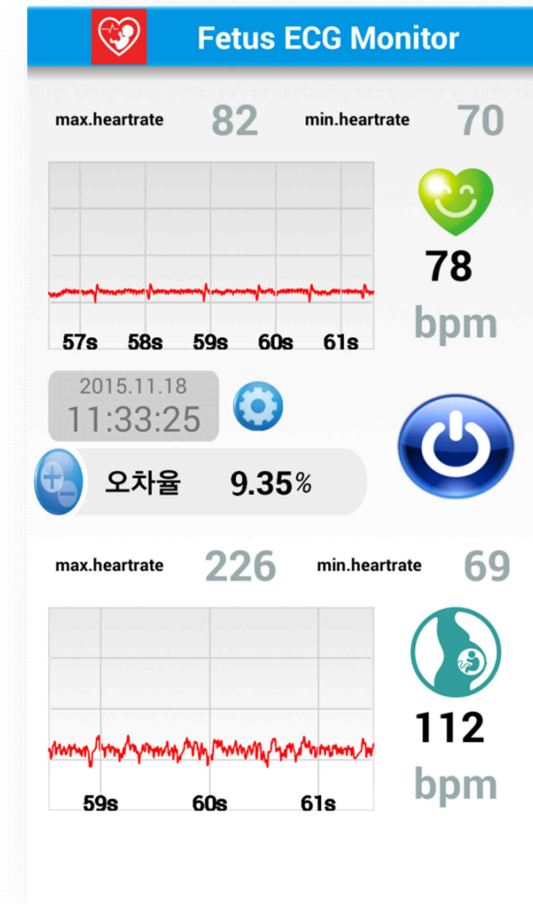 Fetus ECG Monitor
max.heartrate 82 min.heartrate 70
78
bpm
57s 58s 59s 60s 61s
2015.11.18
11:33:25
오차율 9.35%
max.heartrate 226 min.heartrate 69
112
bpm
59s 60s 61s